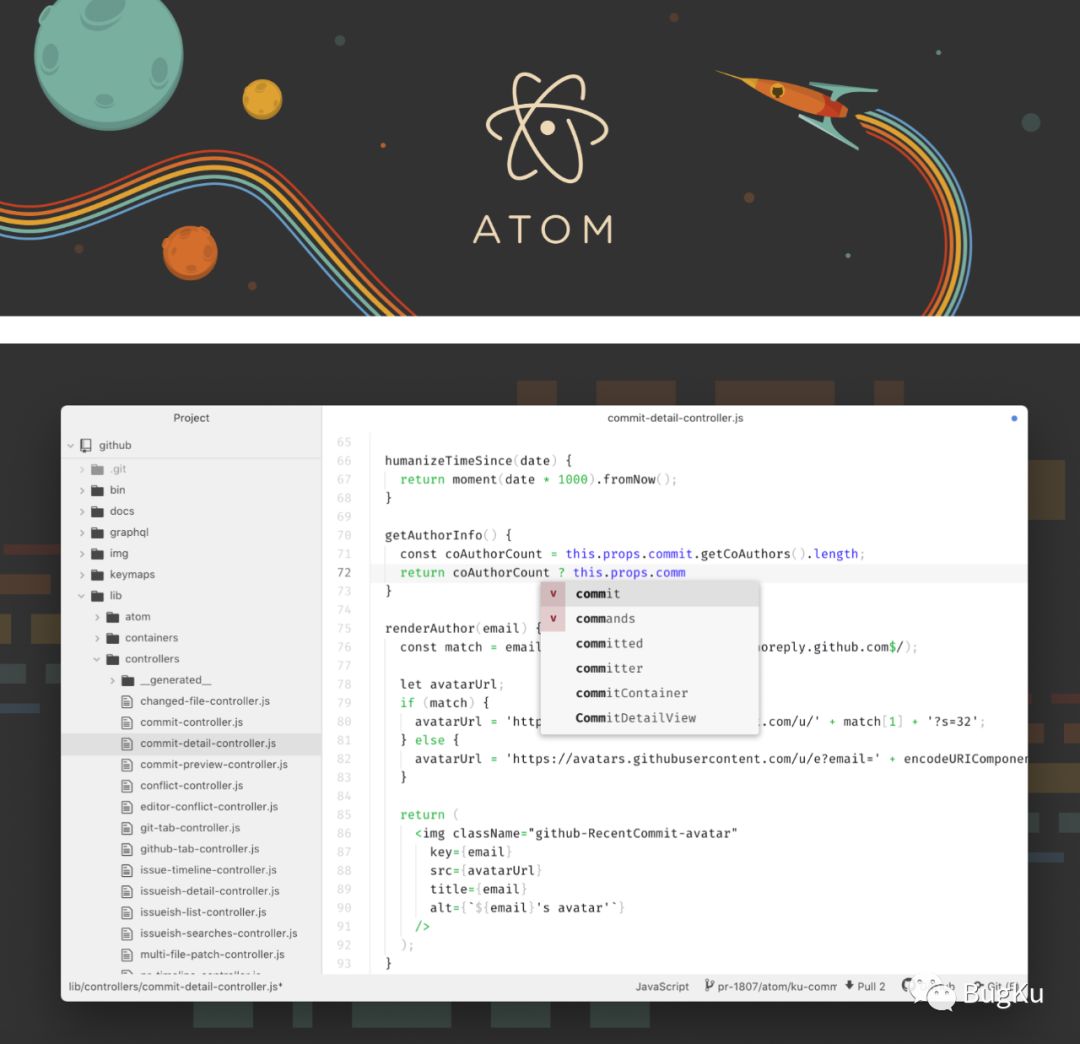 ATOM
Project
github
.git
bin
docs
graphql
img
keymaps
lib
atom
containers
controllers
__generated__
changed-file-controller.js
commit-controller.js
commit-detail-controller.js
commit-preview-controller.js
conflict-controller.js
editor-conflict-controller.js
git-tab-controller.js
github-tab-controller.js
issue-timeline-controller.js
issueish-detail-controller.js
issueish-list-controller.js
issueish-searches-controller.js
multi-file-patch-controller.js
commit-detail-controller.js
65
66 humanizeTimeSince(date) {
67 return moment(date * 1000).fromNow();
68 }
69
70 getAuthorInfo() {
71 const coAuthorCount = this.props.commit.getCoAuthors().length;
72 return coAuthorCount ? this.props.comm
73 }
v commit
v commands
committed
committer
commitContainer
CommitDetailView
74
75 renderAuthor(email) {
76 const match = email noreply.github.com$/);
77
78 let avatarUrl;
79 if (match) {
80 avatarUrl = 'http .com/u/' + match[1] + '?s=32';
81 } else {
82 avatarUrl = 'https://avatars.githubusercontent.com/u/e?email=' + encodeURIComponen
83 }
84
85 return (
86 <img className="github-RecentCommit-avatar"
87 key={email}
88 src={avatarUrl}
89 title={email}
90 alt={`${email}'s avatar'`}
91 />
92 );
93 }
lib/controllers/commit-detail-controller.js*
JavaScript pr-1807/atom/ku-comm Pull 2
BugKu